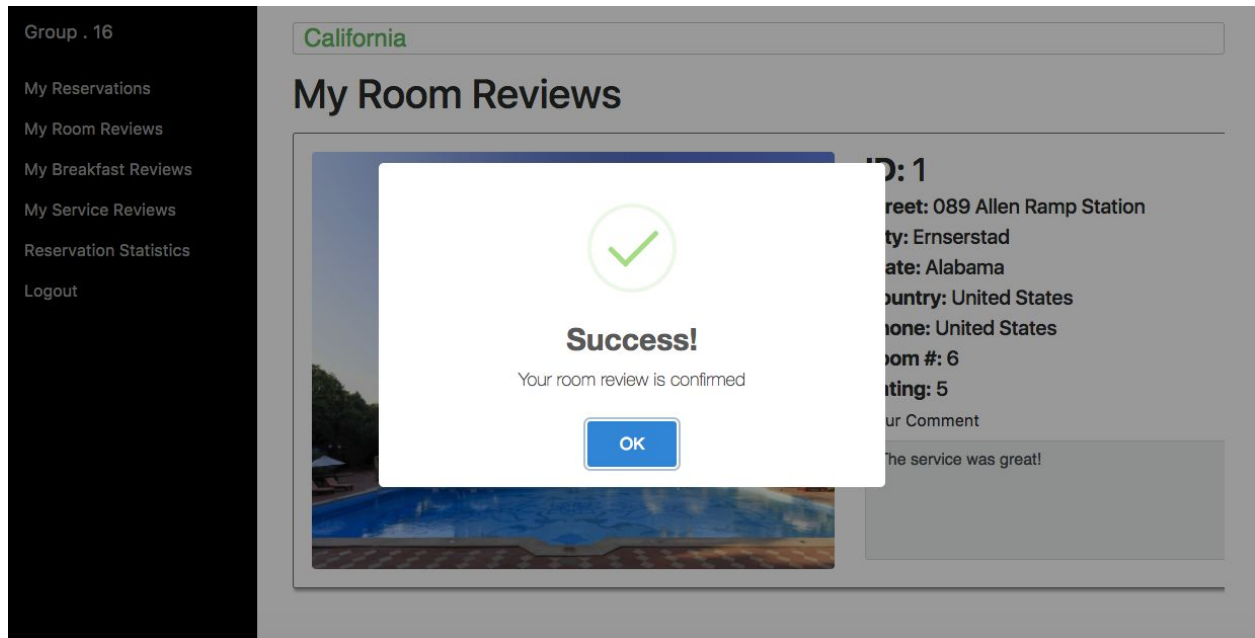 Group . 16
My Reservations
My Room Reviews
My Breakfast Reviews
My Service Reviews
Reservation Statistics
Logout
California
My Room Reviews
Success!
Your room review is confirmed
OK
D: 1
reet: 089 Allen Ramp Station
ty: Ernserstad
ate: Alabama
ountry: United States
hone: United States
oom #: 6
ating: 5
ur Comment
The service was great!